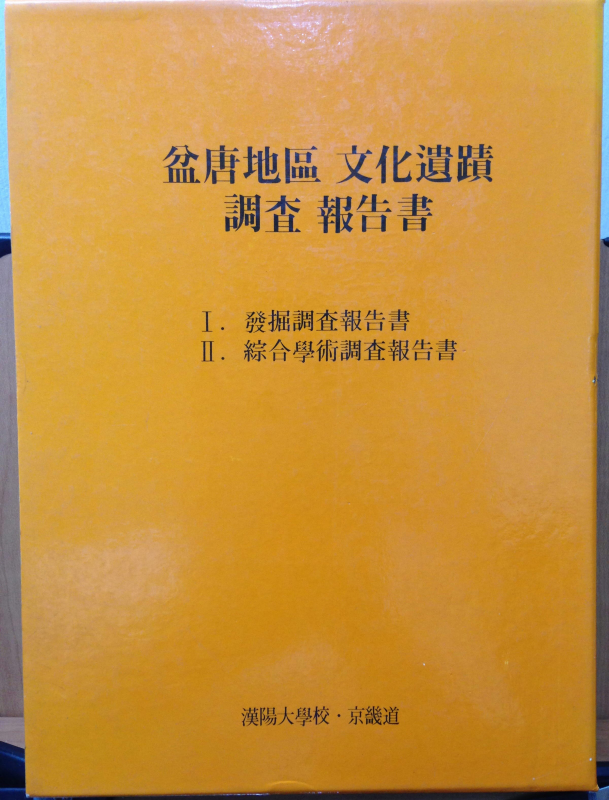 盆唐地區 文化遺蹟
調査 報告書
Ⅰ. 發掘調査報告書
Ⅱ. 綜合學術調査報告書
漢陽大學校·京畿道